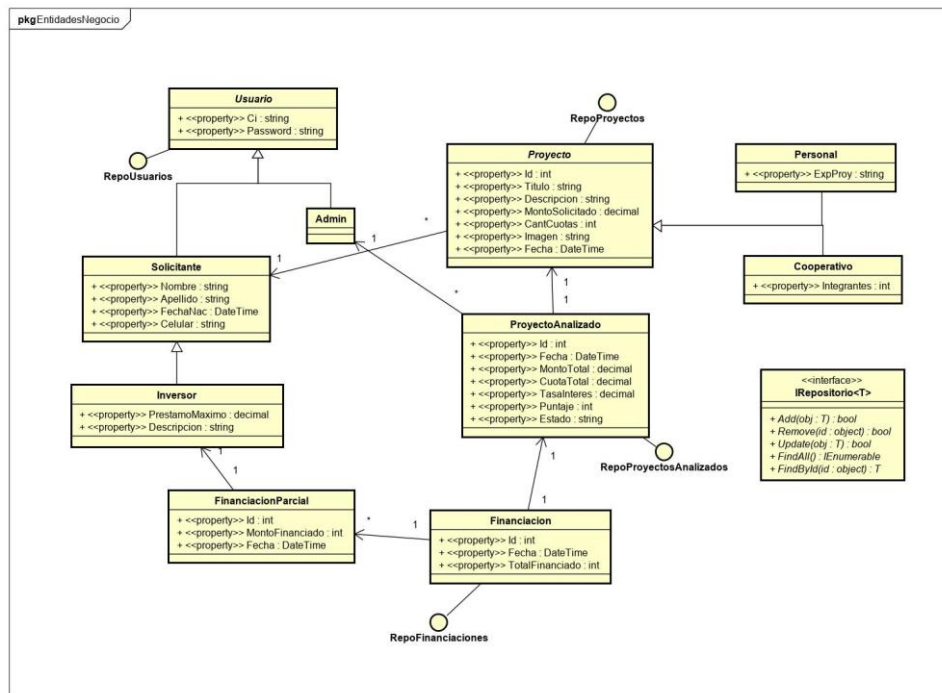 pkg EntidadesNegocio
Usuario
+ <<property>> Ci : string
+ <<property>> Password : string
RepoUsuarios
Admin
RepoProyectos
Proyecto
+ <<property>> Id : int
+ <<property>> Titulo : string
+ <<property>> Descripcion : string
+ <<property>> MontoSolicitado : decimal
+ <<property>> CantCuotas : int
+ <<property>> Imagen : string
+ <<property>> Fecha : DateTime
Personal
+ <<property>> ExpProy : string
Cooperativo
+ <<property>> Integrantes : int
*
1
1
*
1
1
Solicitante
+ <<property>> Nombre : string
+ <<property>> Apellido : string
+ <<property>> FechaNac : DateTime
+ <<property>> Celular : string
ProyectoAnalizado
+ <<property>> Id : int
+ <<property>> Fecha : DateTime
+ <<property>> MontoTotal : decimal
+ <<property>> CuotaTotal : decimal
+ <<property>> TasaInteres : decimal
+ <<property>> Puntaje : int
+ <<property>> Estado : string
RepoProyectosAnalizados
Inversor
+ <<property>> PrestamoMaximo : decimal
+ <<property>> Descripcion : string
<<interface>>
IRepositorio<T>
+ Add(obj : T) : bool
+ Remove(id : object) : bool
+ Update(obj : T) : bool
+ FindAll() : IEnumerable
+ FindById(id : object) : T
1
1
1
1
FinanciacionParcial
+ <<property>> Id : int
+ <<property>> MontoFinanciado : int
+ <<property>> Fecha : DateTime
*
1
Financiacion
+ <<property>> Id : int
+ <<property>> Fecha : DateTime
+ <<property>> TotalFinanciado : int
RepoFinanciaciones